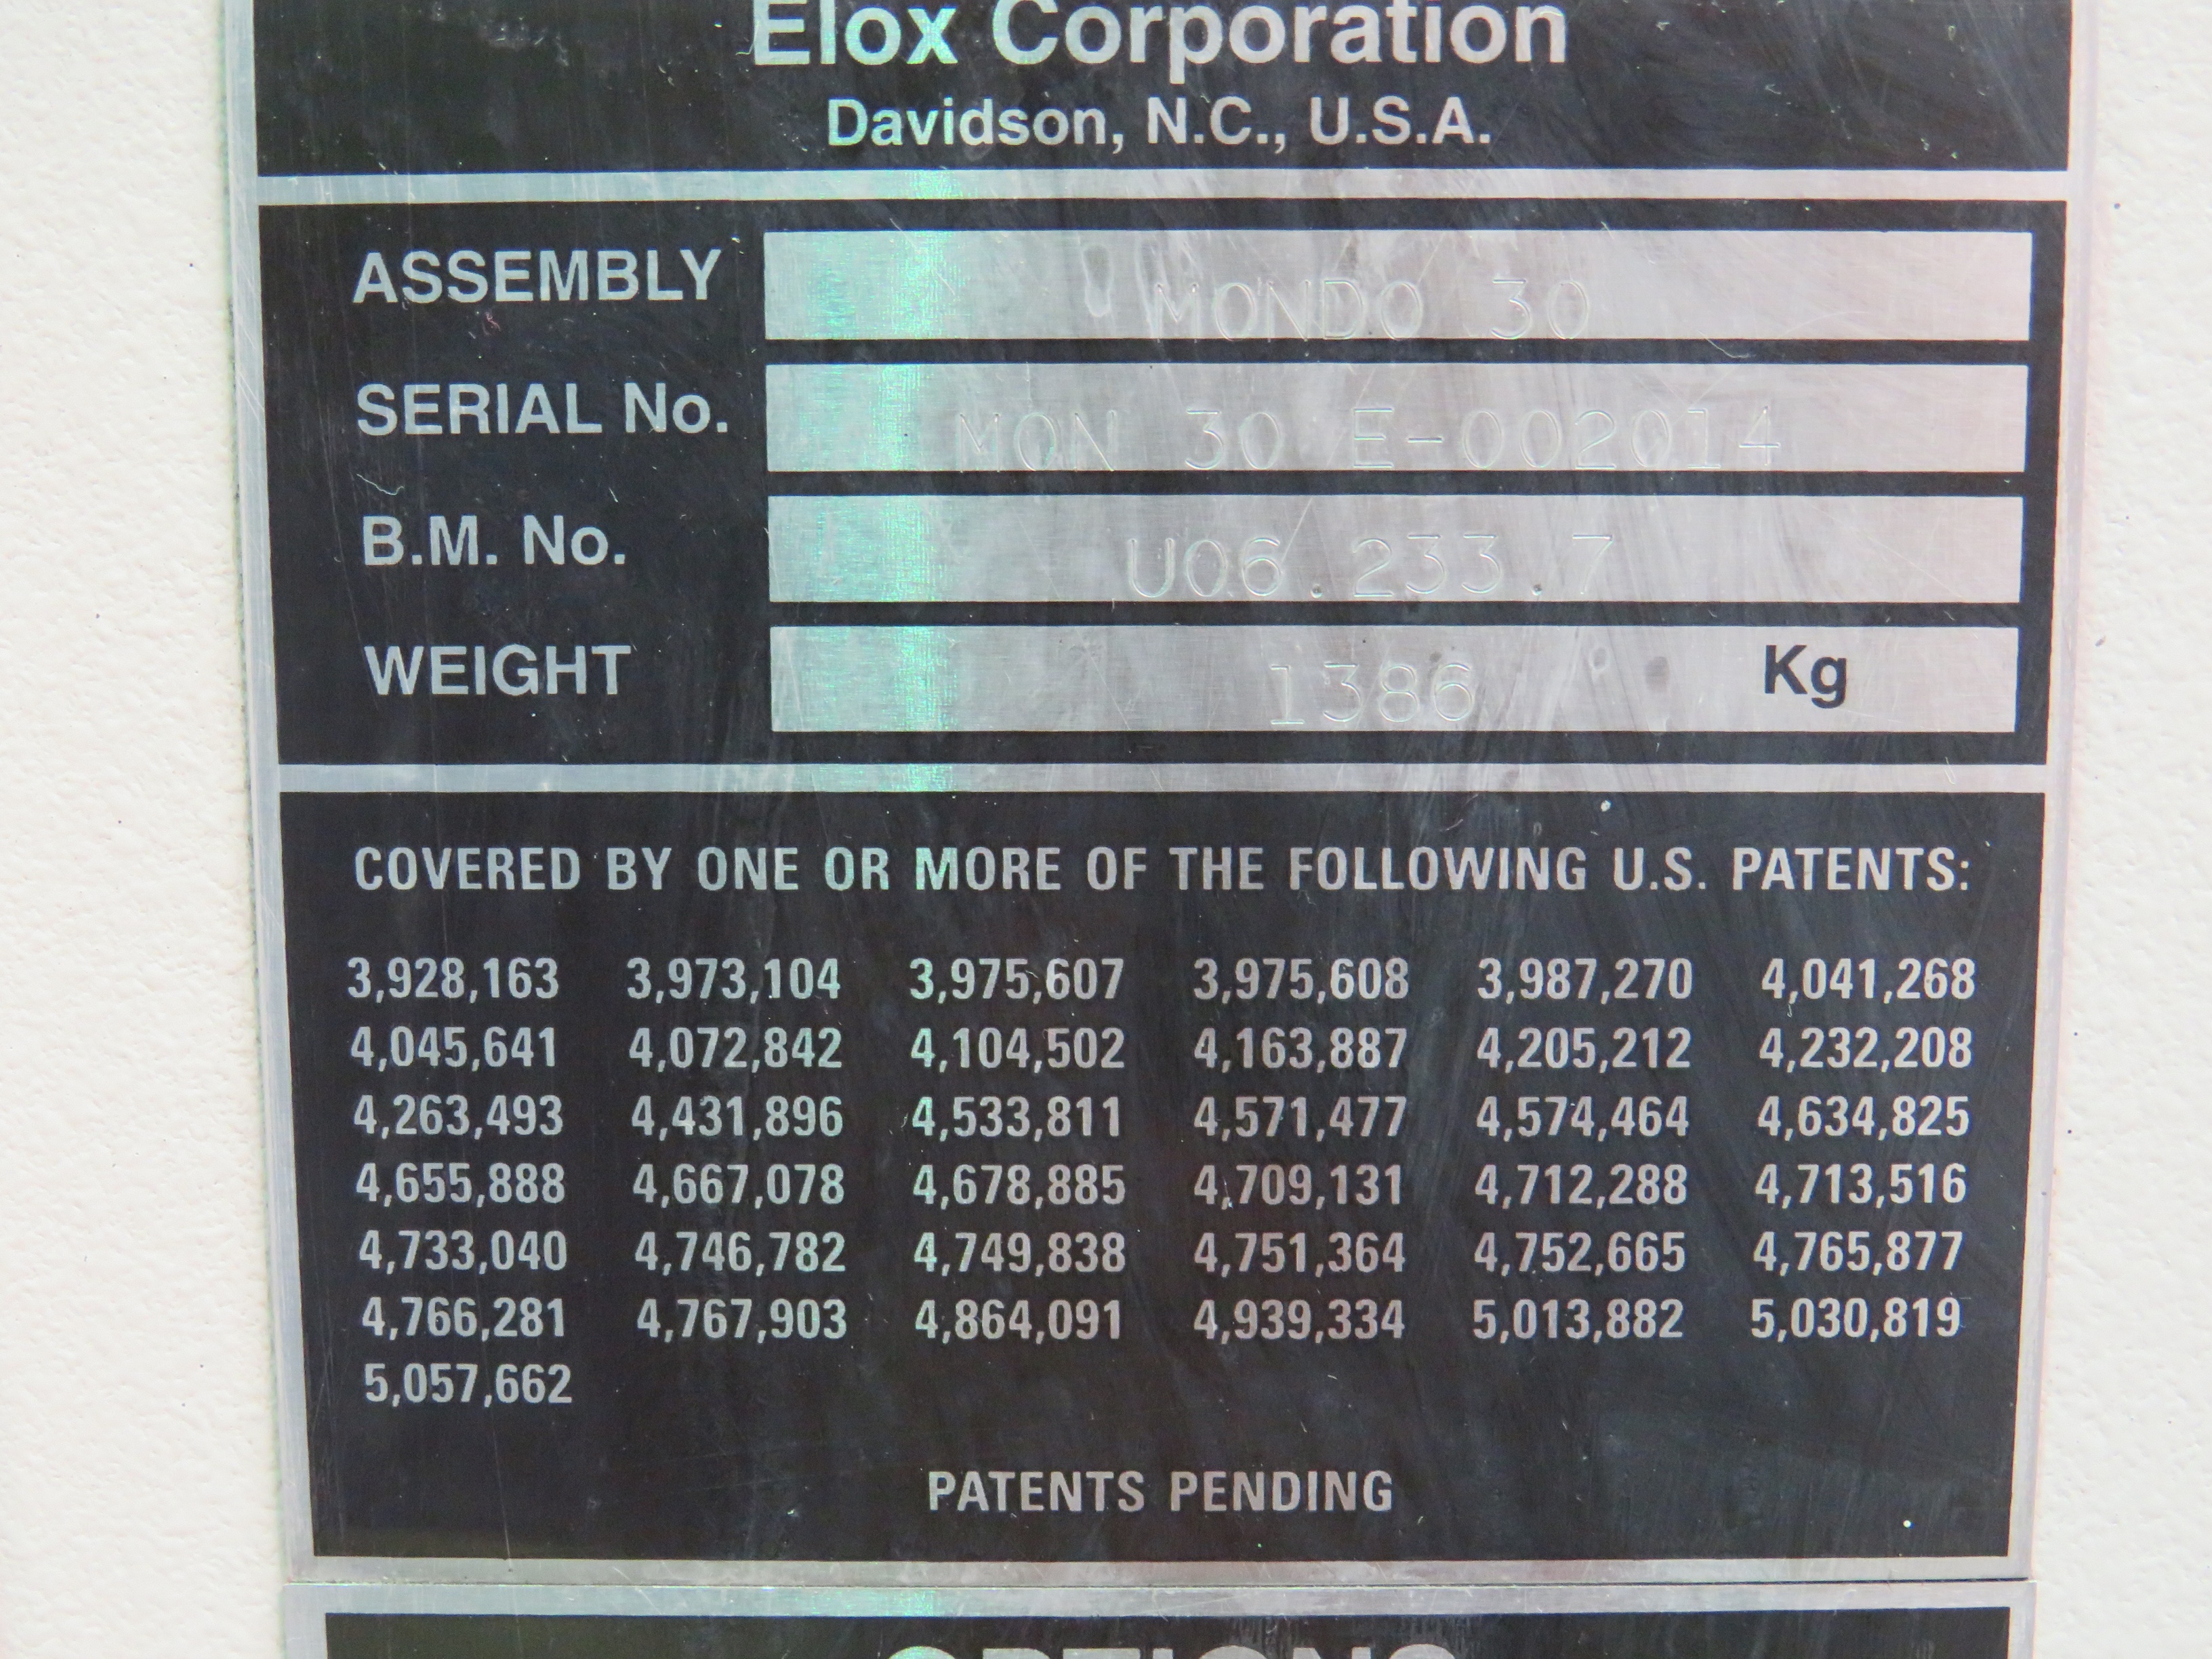 Elox Corporation
Davidson, N.C., U.S.A.
ASSEMBLY MONDO 30
SERIAL No. MON 30 E-002014
B.M. No. U06.233.7
WEIGHT 1386 Kg
COVERED BY ONE OR MORE OF THE FOLLOWING U.S. PATENTS:
3,928,163 3,973,104 3,975,607 3,975,608 3,987,270 4,041,268
4,045,641 4,072,842 4,104,502 4,163,887 4,205,212 4,232,208
4,263,493 4,431,896 4,533,811 4,571,477 4,574,464 4,634,825
4,655,888 4,667,078 4,678,885 4,709,131 4,712,288 4,713,516
4,733,040 4,746,782 4,749,838 4,751,364 4,752,665 4,765,877
4,766,281 4,767,903 4,864,091 4,939,334 5,013,882 5,030,819
5,057,662
PATENTS PENDING
OPTIONS